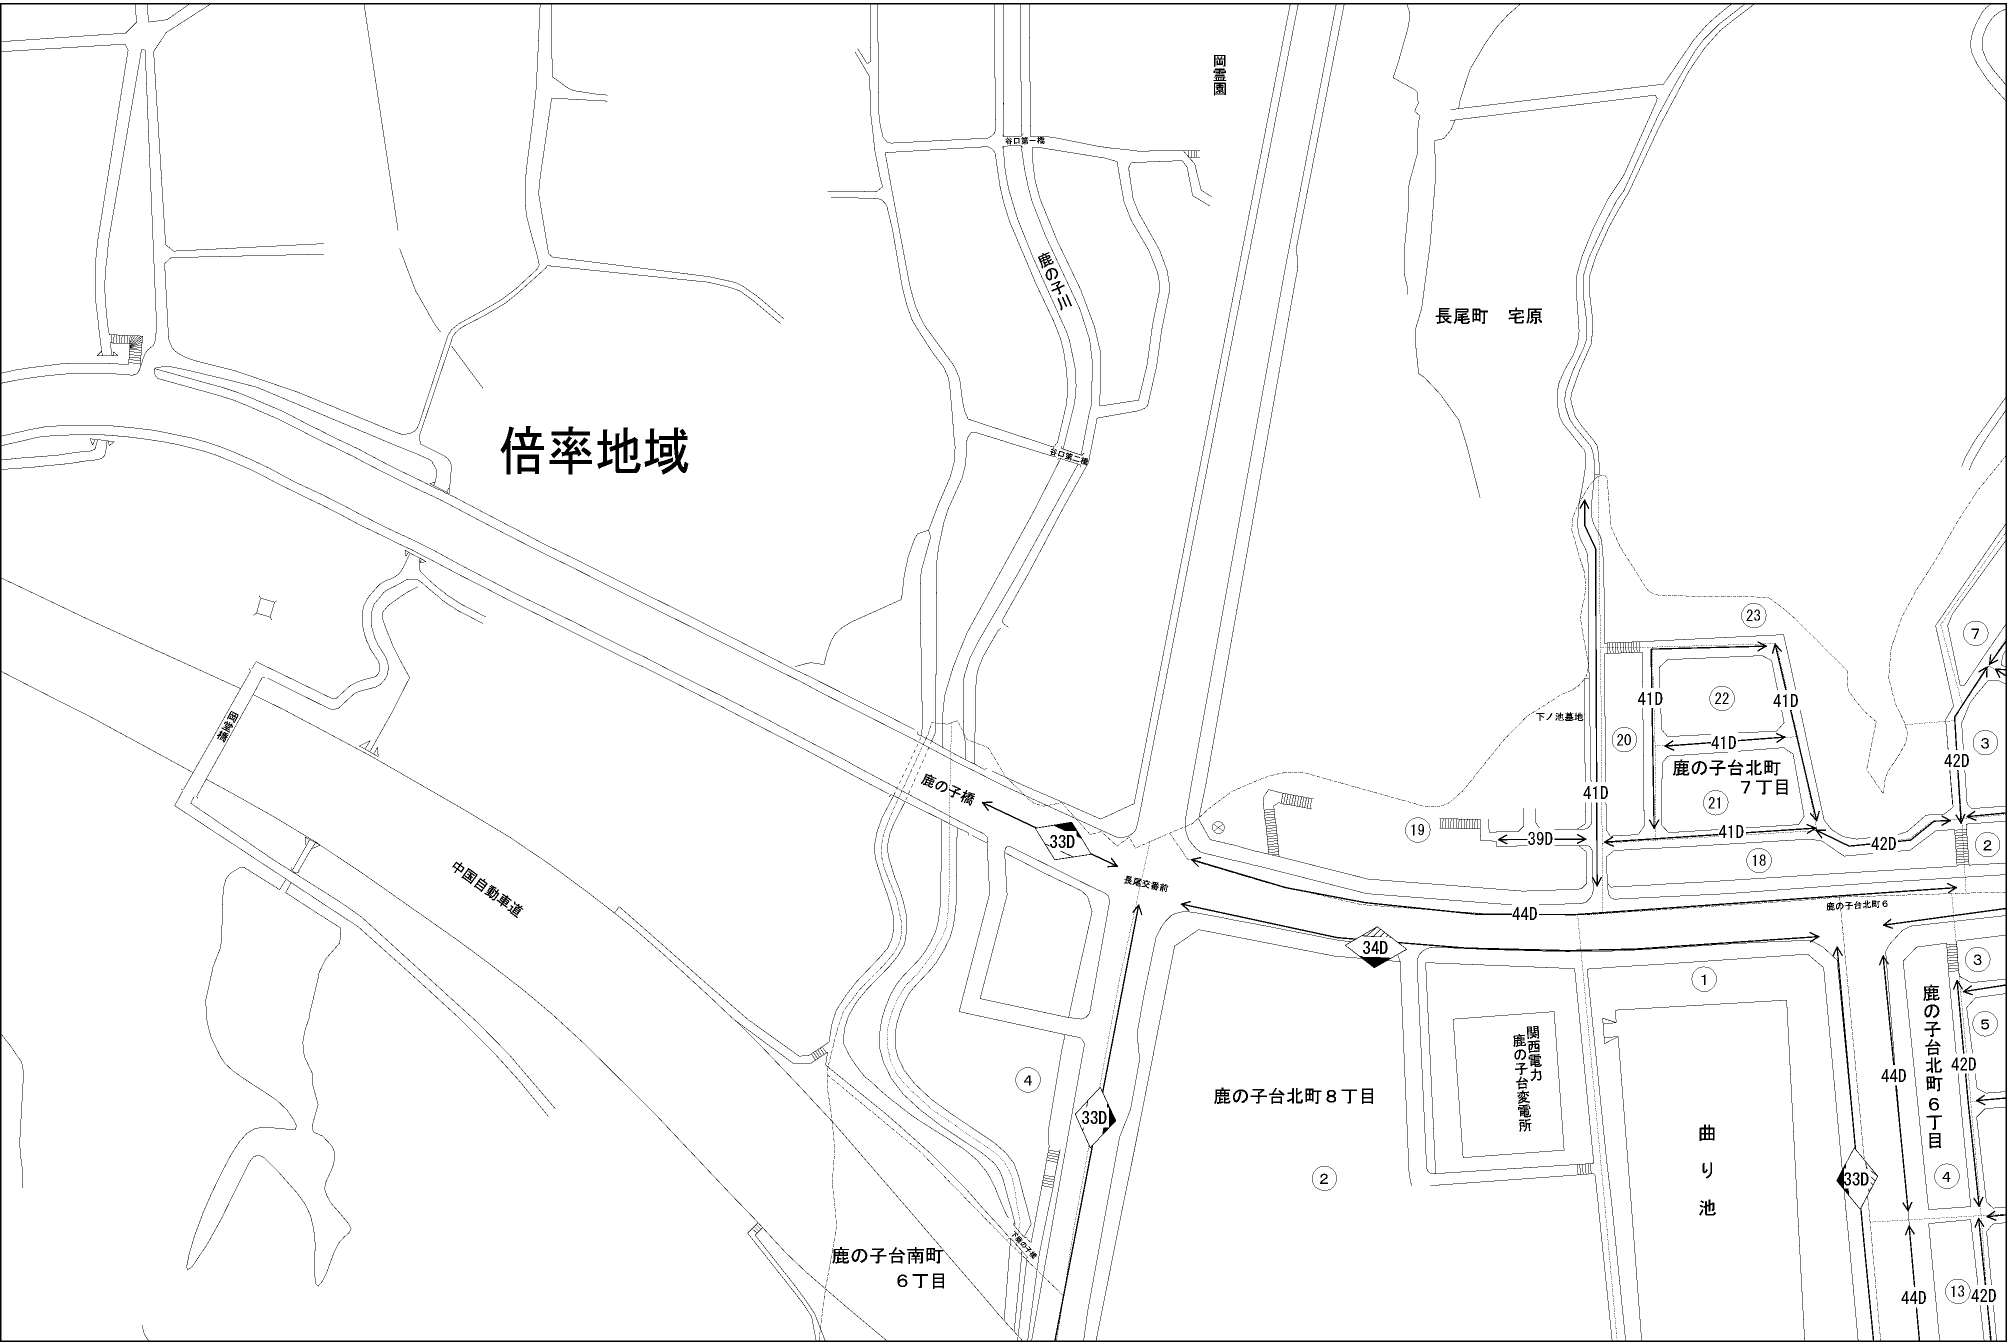 岡霊園
谷口第一橋
鹿の子川
長尾町 宅原
倍率地域
谷口第二橋
23
7
22
41D
41D
岡堂橋
下ノ池墓地
20
41D
3
42D
鹿の子台北町
7丁目
鹿の子橋
41D
21
19
33D
39D
41D
42D
2
18
中国自動車道
長尾交番前
44D
鹿の子台北町6
34D
3
1
鹿の子台北町6丁目
5
関西電力
鹿の子台変電所
42D
44D
4
鹿の子台北町8丁目
33D
曲り池
2
33D
4
鹿の子台南町
6丁目
44D
13
42D